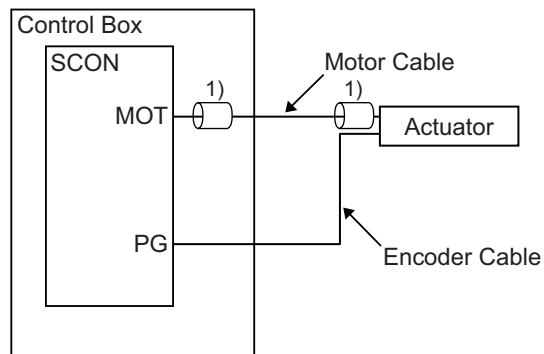 Control Box
SCON
1)
1)
Motor Cable
MOT
Actuator
PG
Encoder Cable